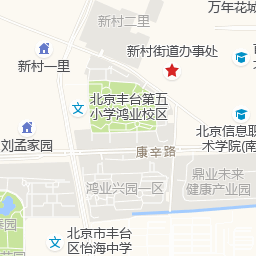 新村二里
万年花城
新村街道办事处
新村一里
北京丰台第五
小学鸿业校区
北京信息职
术学院(南
刘孟家园
康辛路
鼎业未来
健康产业园
鸿业兴园一区
泰园
北京市丰台
区怡海中学